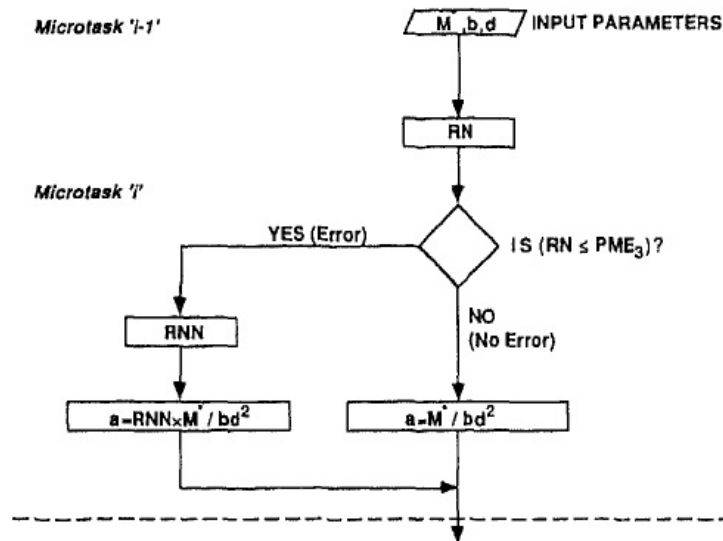 Microtask 'i-1'
M*,b,d
INPUT PARAMETERS
RN
Microtask 'i'
YES (Error)
IS (RN ≤ PME₃)?
NO
(No Error)
RNN
a=RNN×M*/bd²
a=M*/bd²